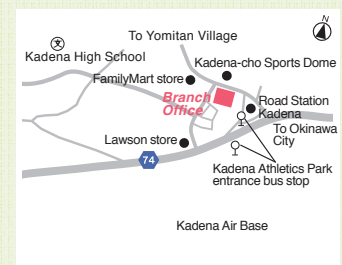 To Yomitan Village
N
文
Kadena High School
Kadena-cho Sports Dome
FamilyMart store
Branch
Office
Road Station
Kadena
To Okinawa
City
Lawson store
74
Kadena Athletics Park
entrance bus stop
Kadena Air Base